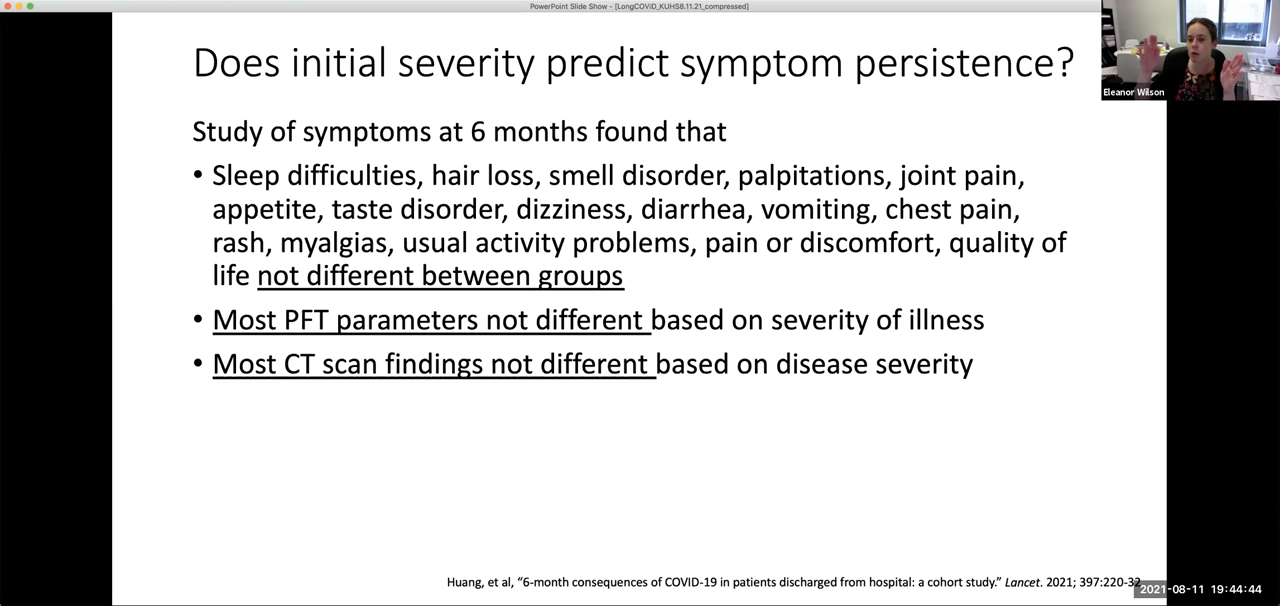 PowerPoint Slide Show - [LongCOViD_KUHS8.11.21_compressed]
Does initial severity predict symptom persistence?
Eleanor Wilson
Study of symptoms at 6 months found that
• Sleep difficulties, hair loss, smell disorder, palpitations, joint pain,
appetite, taste disorder, dizziness, diarrhea, vomiting, chest pain,
rash, myalgias, usual activity problems, pain or discomfort, quality of
life not different between groups
• Most PFT parameters not different based on severity of illness
• Most CT scan findings not different based on disease severity
Huang, et al, “6-month consequences of COVID-19 in patients discharged from hospital: a cohort study.” Lancet. 2021; 397:220-32
2021-08-11 19:44:44